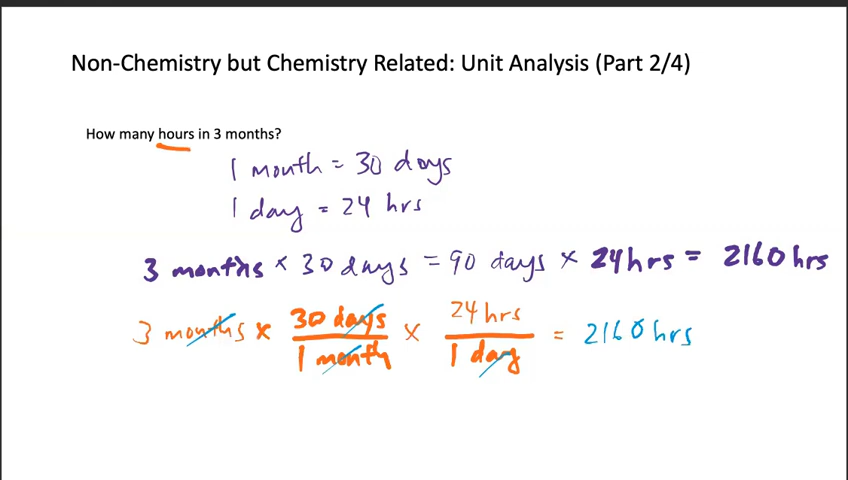 Non-Chemistry but Chemistry Related: Unit Analysis (Part 2/4)
How many hours in 3 months?
1 month = 30 days
1 day = 24 hrs
3 months × 30 days = 90 days × 24hrs = 2160 hrs
3 months × 30 days / 1 month × 24 hrs / 1 day = 2160 hrs